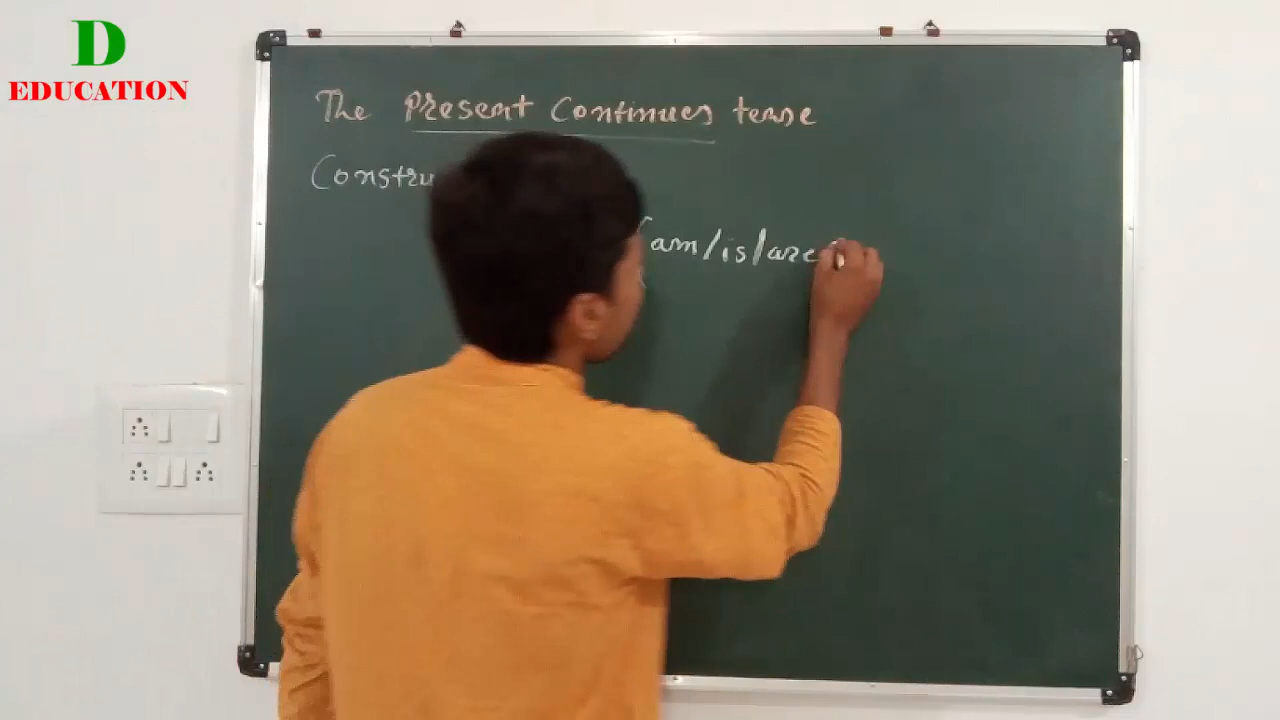 D
EDUCATION
The Present Continues tense
Constru
(am/is/are)